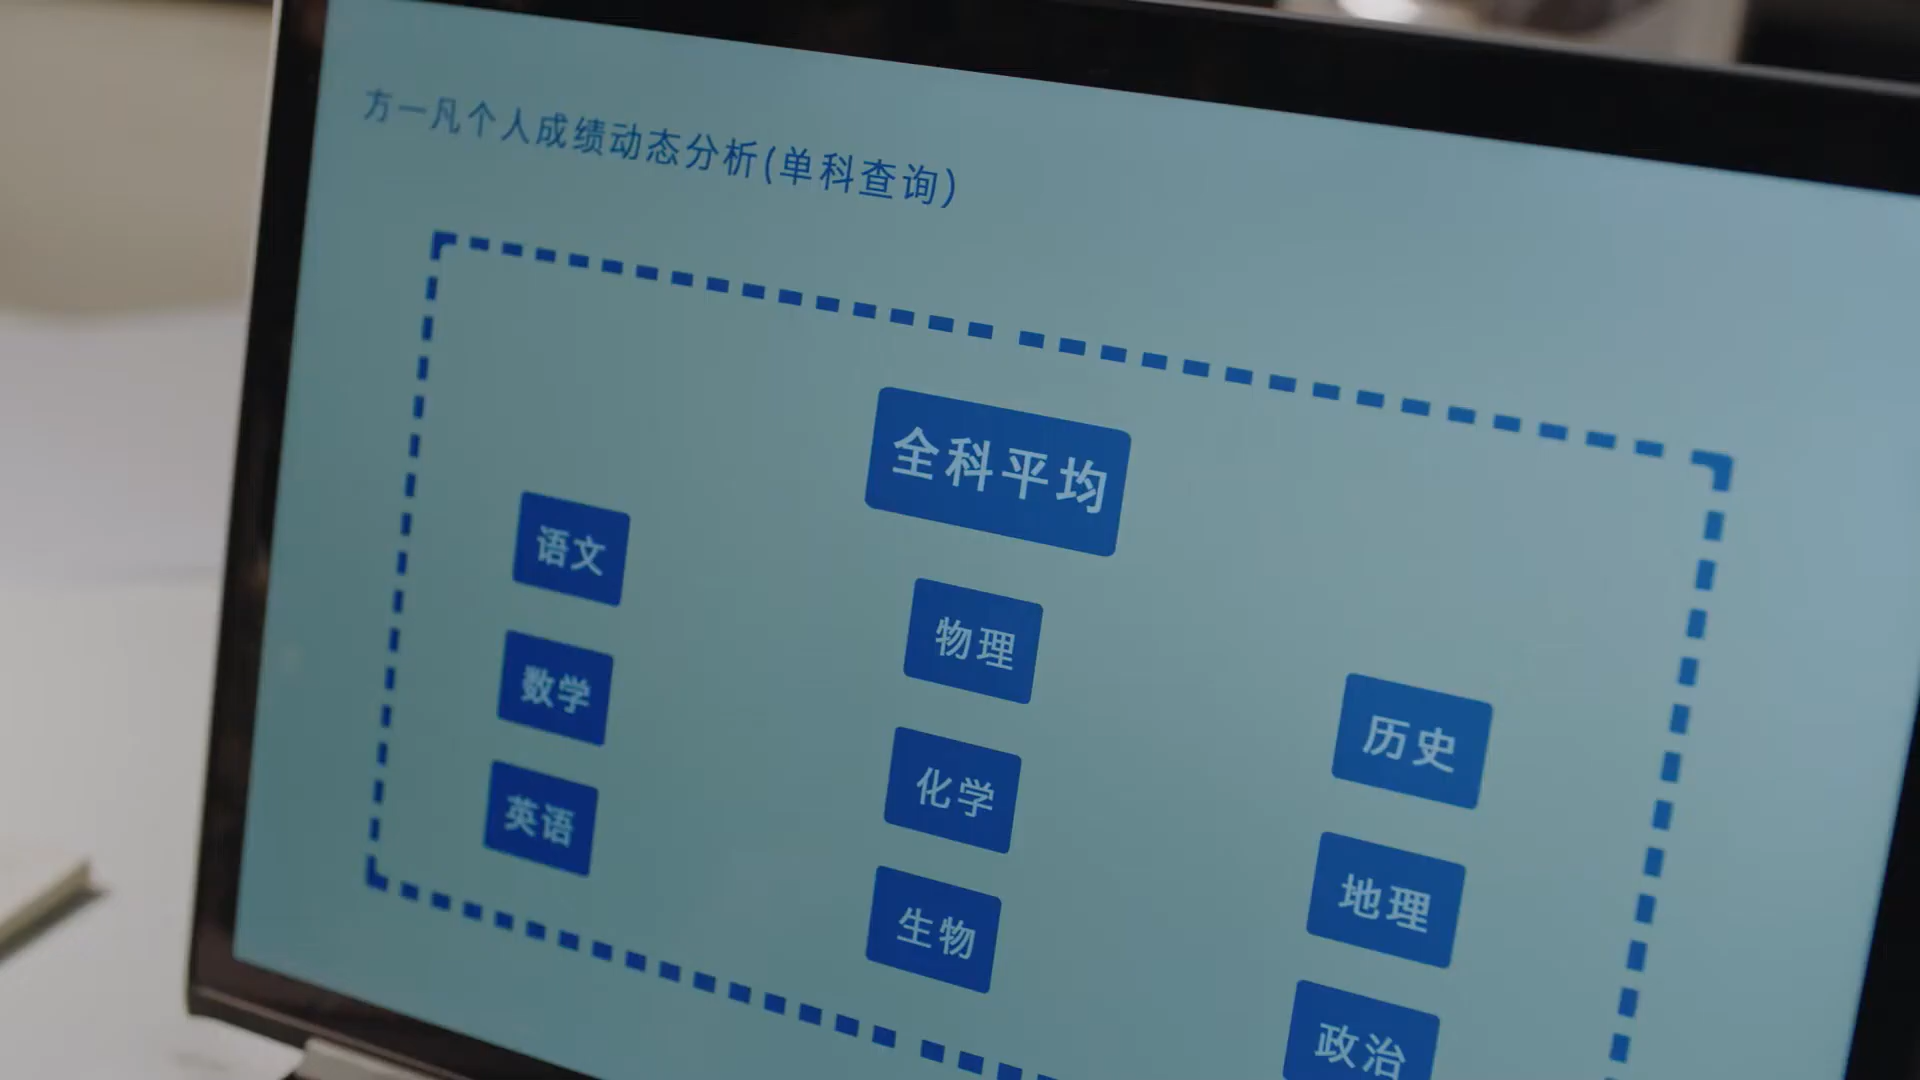 方一凡个人成绩动态分析(单科查询)
全科平均
语文
数学
英语
物理
化学
生物
历史
地理
政治